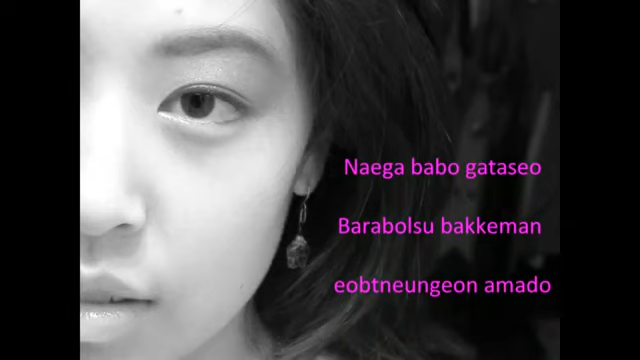 Naega babo gataseo
Barabolsu bakkeman
eobtneungeon amado